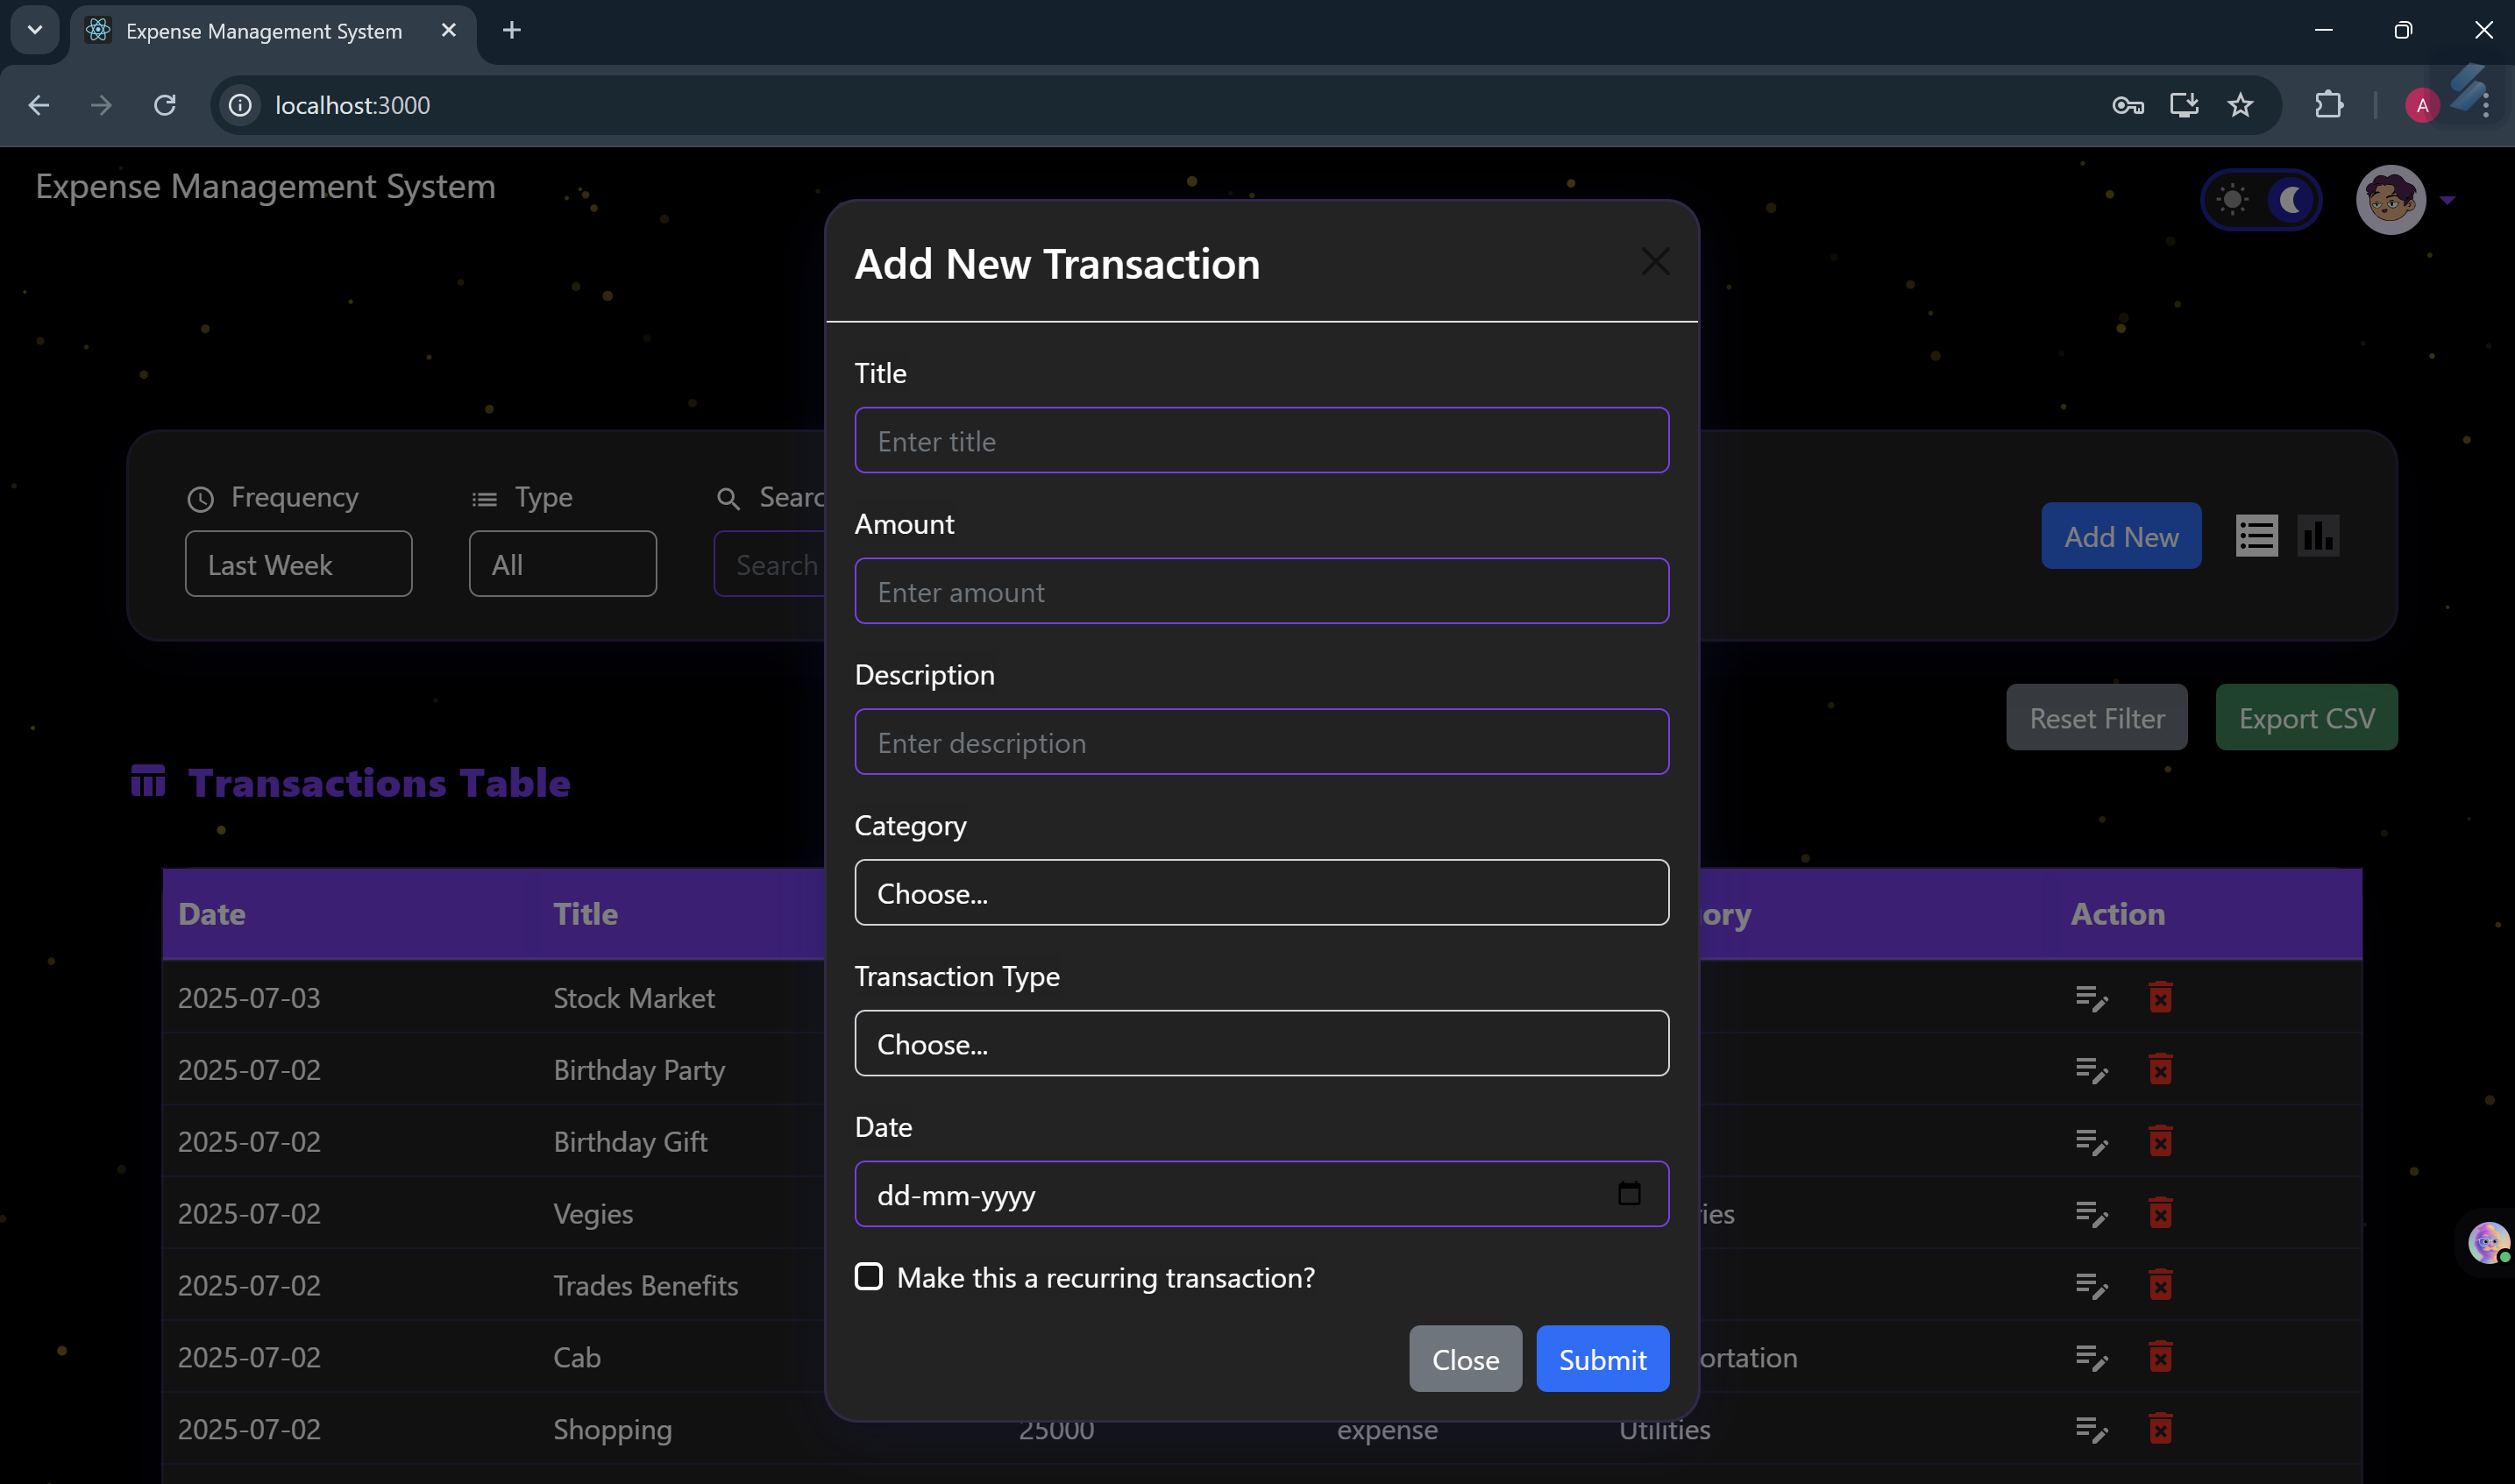 Expense Management System
localhost:3000
A
Expense Management System
Add New Transaction
Title
Enter title
Frequency
Type
Searc
Last Week
All
Search
Amount
Enter amount
Add New
Description
Enter description
Reset Filter
Export CSV
Transactions Table
Category
Choose...
Date Title ory Action
Transaction Type
Choose...
2025-07-03 Stock Market
2025-07-02 Birthday Party
Date
dd-mm-yyyy
2025-07-02 Birthday Gift
2025-07-02 Vegies ies
Make this a recurring transaction?
2025-07-02 Trades Benefits
Close
Submit
2025-07-02 Cab ortation
2025-07-02 Shopping 25000 expense Utilities